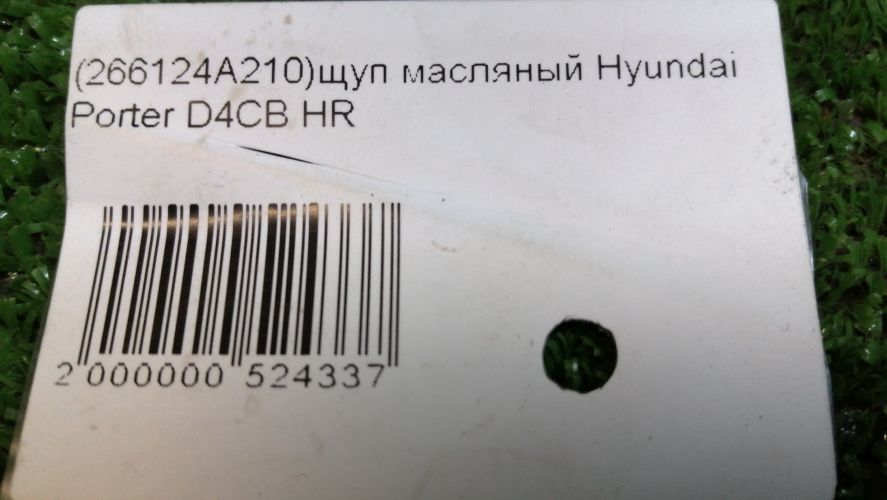 (266124A210)щуп масляный Hyundai
Porter D4CB HR
2 000000 524337